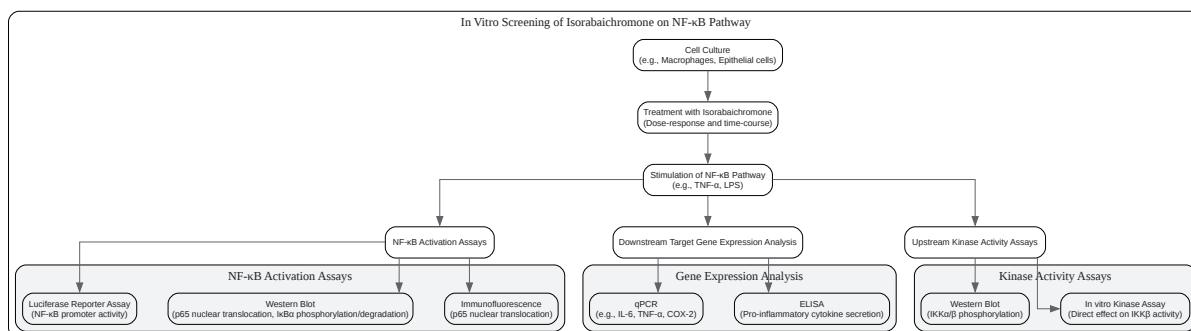 In Vitro Screening of Isorabaichromone on NF-κB Pathway
Cell Culture
(e.g., Macrophages, Epithelial cells)
Treatment with Isorabaichromone
(Dose-response and time-course)
Stimulation of NF-κB Pathway
(e.g., TNF-α, LPS)
NF-κB Activation Assays
Downstream Target Gene Expression Analysis
Upstream Kinase Activity Assays
NF-κB Activation Assays
Gene Expression Analysis
Kinase Activity Assays
Luciferase Reporter Assay
(NF-κB promoter activity)
Western Blot
(p65 nuclear translocation, IκBα phosphorylation/degradation)
Immunofluorescence
(p65 nuclear translocation)
qPCR
(e.g., IL-6, TNF-α, COX-2)
ELISA
(Pro-inflammatory cytokine secretion)
Western Blot
(IKKα/β phosphorylation)
In vitro Kinase Assay
(Direct effect on IKKβ activity)